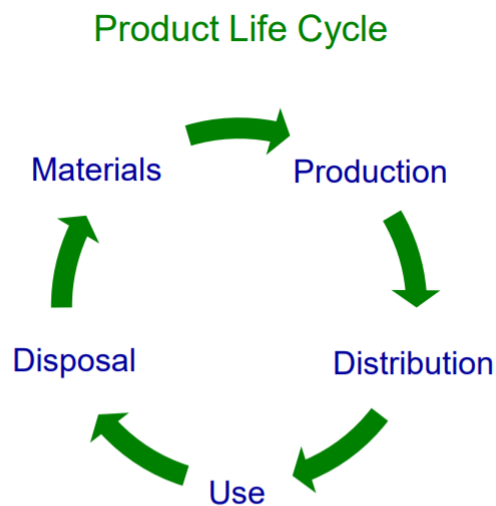 Product Life Cycle
Materials
Production
Distribution
Use
Disposal